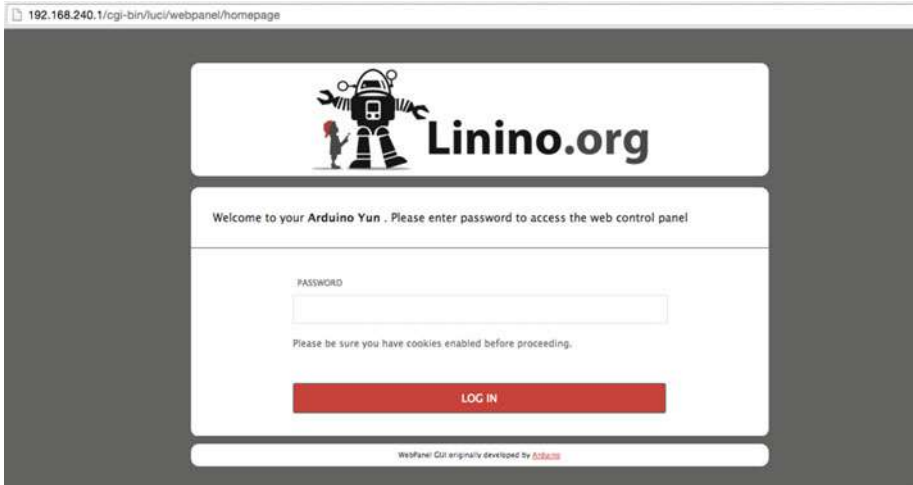 192.168.240.1/cgi-bin/luci/webpanel/homepage
Linino.org
Welcome to your Arduino Yun . Please enter password to access the web control panel
PASSWORD
Please be sure you have cookies enabled before proceeding.
LOG IN
WebPanel GUI originally developed by Arduino